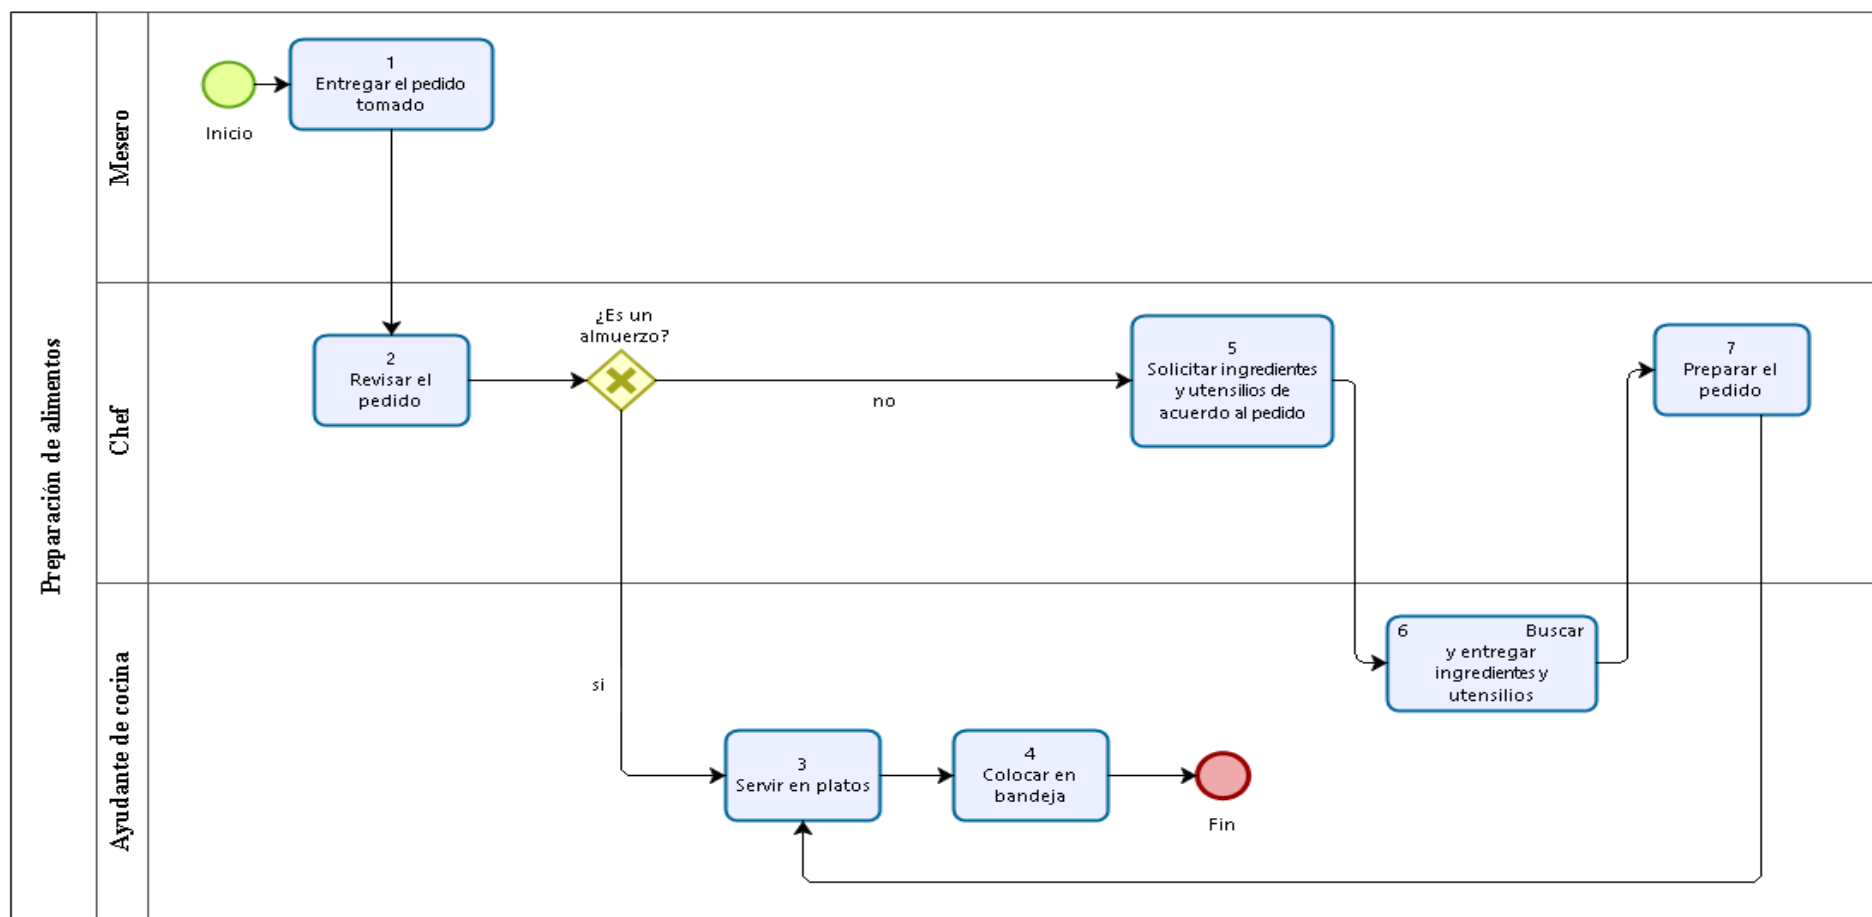 Preparación de alimentos
Mesero
Inicio
1
Entregar el pedido
tomado
Chef
2
Revisar el
pedido
¿Es un
almuerzo?
no
si
5
Solicitar ingredientes
y utensilios de
acuerdo al pedido
7
Preparar el
pedido
Ayudante de cocina
6 Buscar
y entregar
ingredientes y
utensilios
3
Servir en platos
4
Colocar en
bandeja
Fin